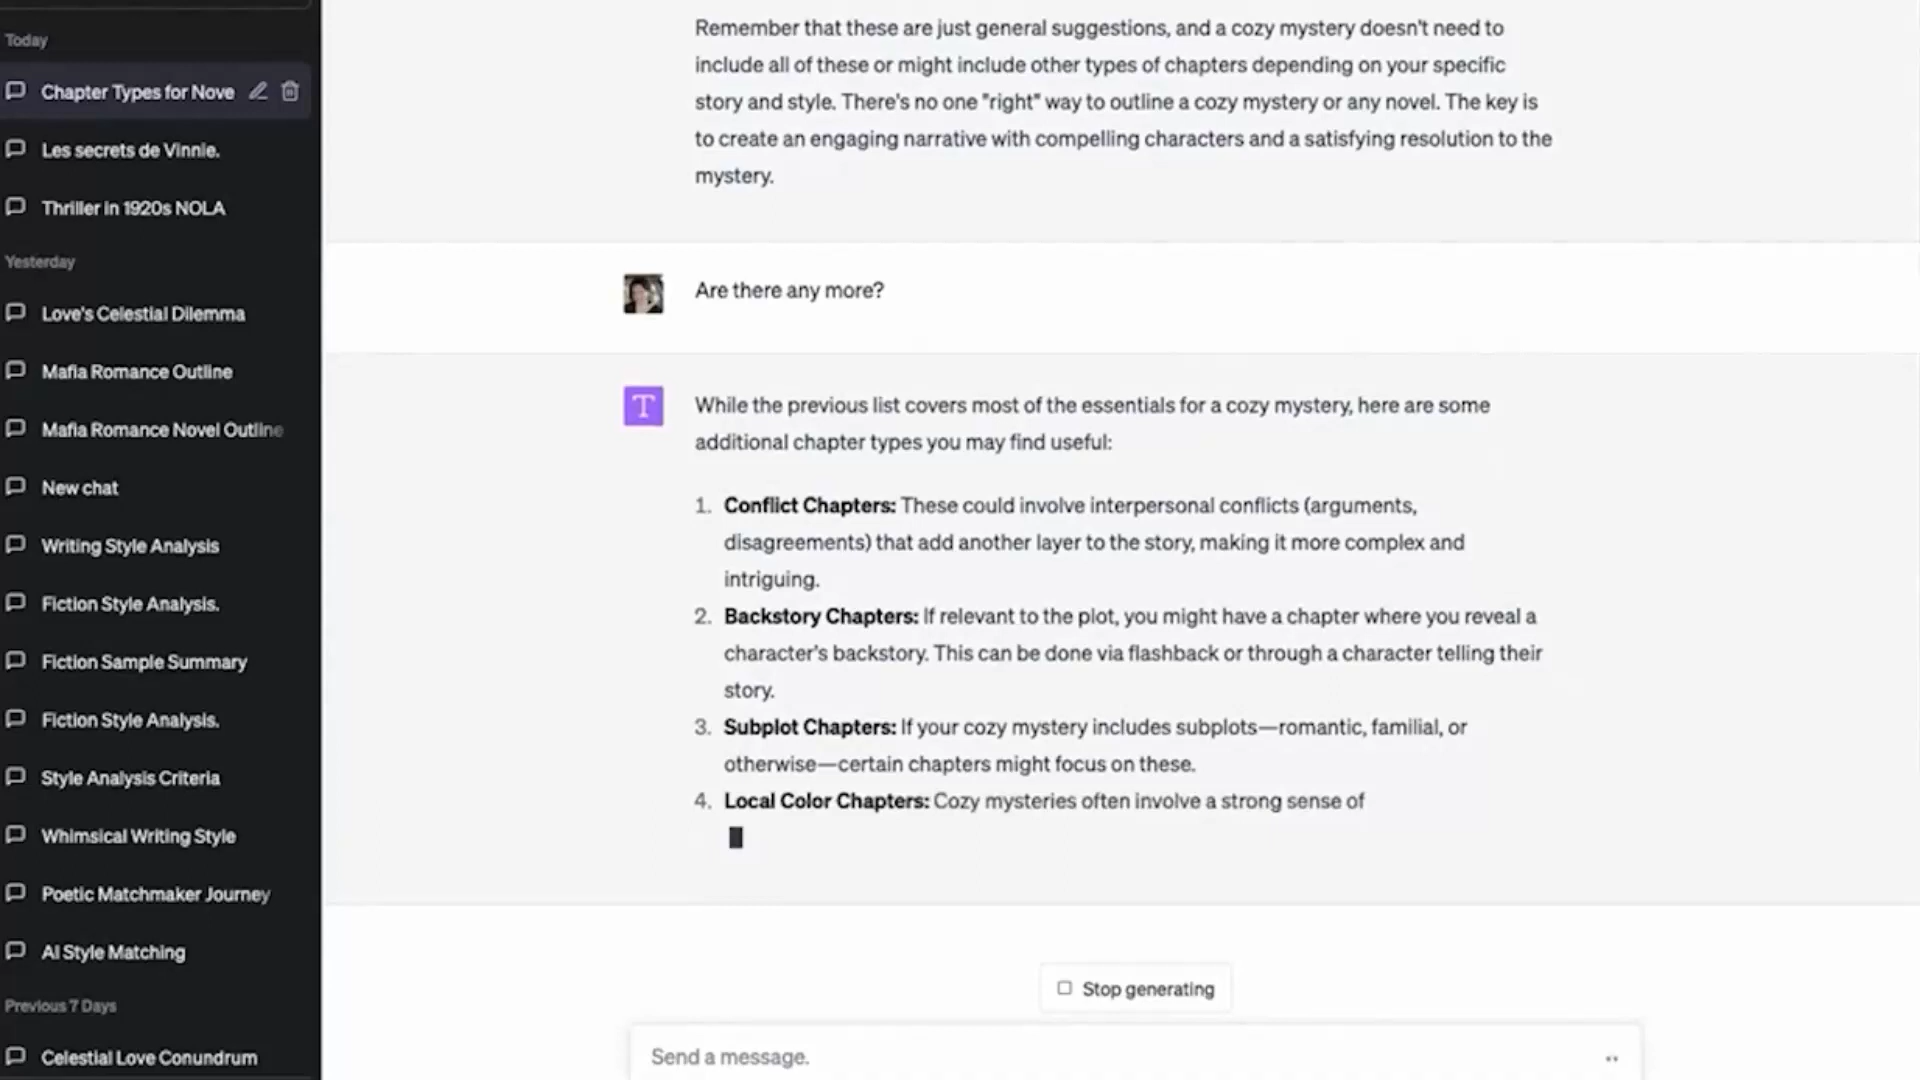 Today
Chapter Types for Nove
Les secrets de Vinnie.
Thriller in 1920s NOLA
Yesterday
Love's Celestial Dilemma
Mafia Romance Outline
Mafia Romance Novel Outline
New chat
Writing Style Analysis
Fiction Style Analysis.
Fiction Sample Summary
Fiction Style Analysis.
Style Analysis Criteria
Whimsical Writing Style
Poetic Matchmaker Journey
AI Style Matching
Previous 7 Days
Celestial Love Conundrum
Remember that these are just general suggestions, and a cozy mystery doesn't need to
include all of these or might include other types of chapters depending on your specific
story and style. There's no one "right" way to outline a cozy mystery or any novel. The key is
to create an engaging narrative with compelling characters and a satisfying resolution to the
mystery.
Are there any more?
T
While the previous list covers most of the essentials for a cozy mystery, here are some
additional chapter types you may find useful:
1. Conflict Chapters: These could involve interpersonal conflicts (arguments,
disagreements) that add another layer to the story, making it more complex and
intriguing.
2. Backstory Chapters: If relevant to the plot, you might have a chapter where you reveal a
character's backstory. This can be done via flashback or through a character telling their
story.
3. Subplot Chapters: If your cozy mystery includes subplots—romantic, familial, or
otherwise—certain chapters might focus on these.
4. Local Color Chapters: Cozy mysteries often involve a strong sense of
Stop generating
Send a message.